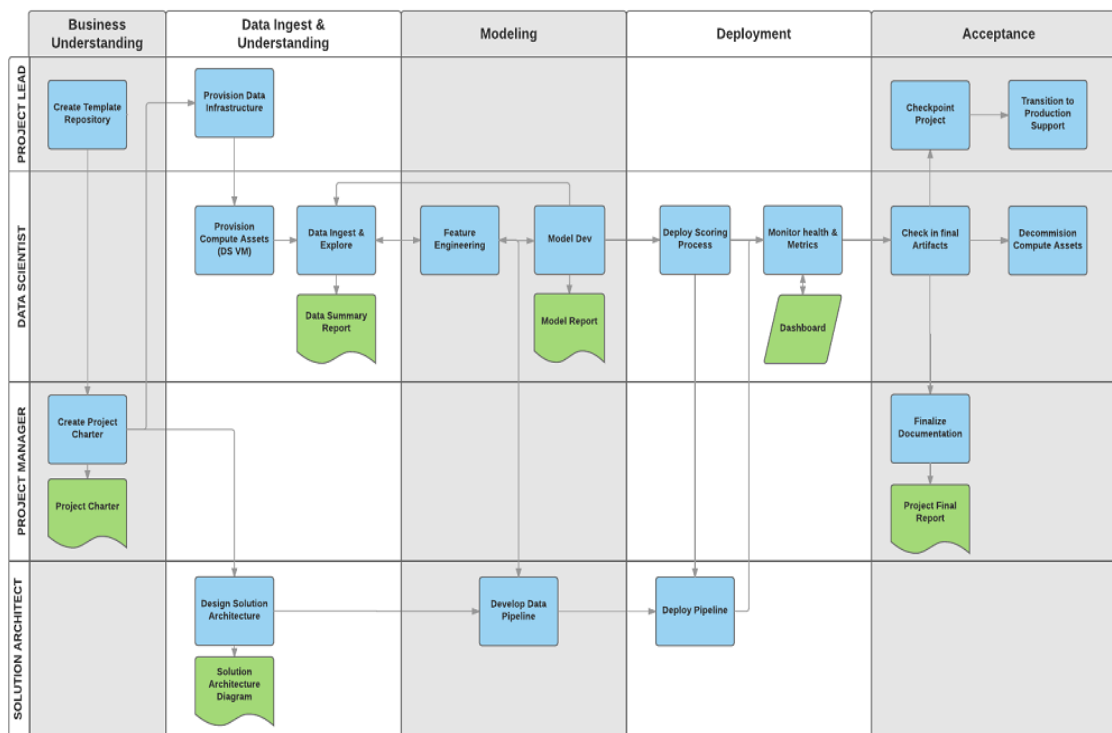 Business
Understanding
Data Ingest &
Understanding
Modeling
Deployment
Acceptance
PROJECT LEAD
Create Template
Repository
Provision Data
Infrastructure
Checkpoint
Project
Transition to
Production
Support
DATA SCIENTIST
Provision
Compute Assets
(DS VM)
Data Ingest &
Explore
Feature
Engineering
Model Dev
Deploy Scoring
Process
Monitor health &
Metrics
Check in final
Artifacts
Decommision
Compute Assets
Data Summary
Report
Model Report
Dashboard
PROJECT MANAGER
Create Project
Charter
Finalize
Documentation
Project Charter
Project Final
Report
SOLUTION ARCHITECT
Design Solution
Architecture
Develop Data
Pipeline
Deploy Pipeline
Solution
Architecture
Diagram